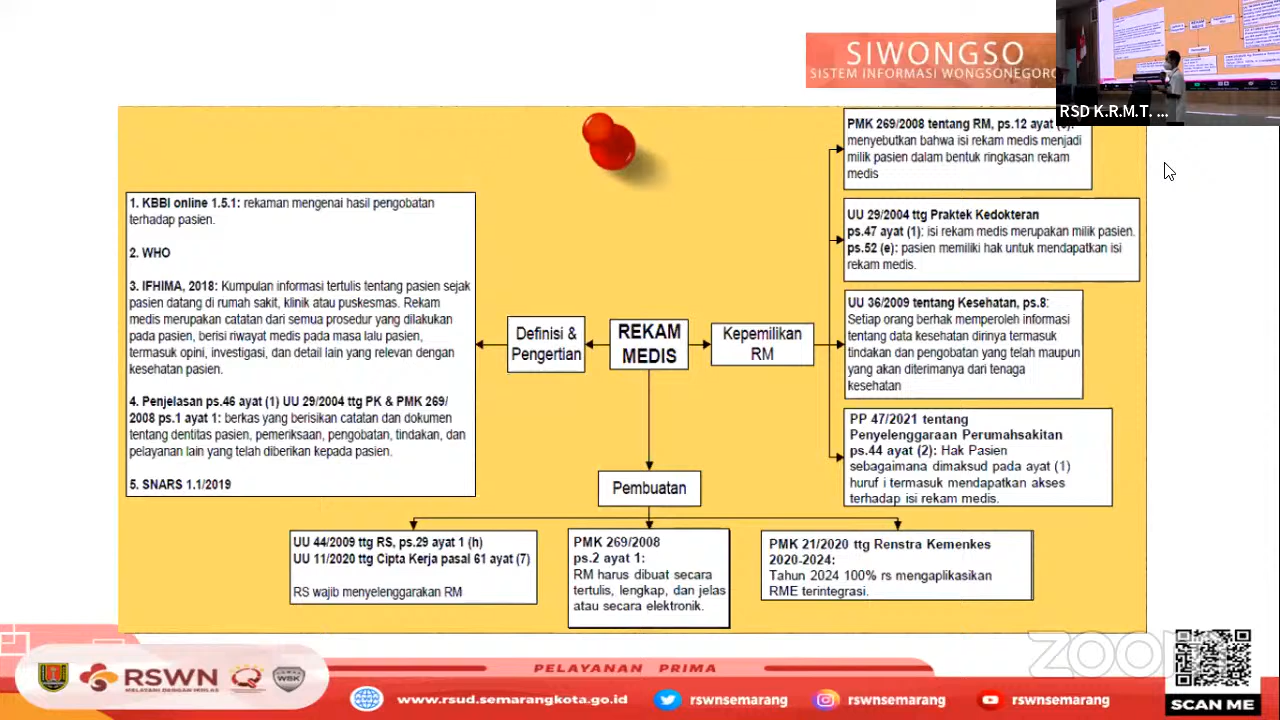 SIWONGSO
SISTEM INFORMASI WONGSONEGORO
RSD K.R.M.T. ...
1. KBBI online 1.5.1: rekaman mengenai hasil pengobatan
terhadap pasien.
2. WHO
3. IFHIMA, 2018: Kumpulan informasi tertulis tentang pasien sejak
pasien datang di rumah sakit, klinik atau puskesmas. Rekam
medis merupakan catatan dari semua prosedur yang dilakukan
pada pasien, berisi riwayat medis pada masa lalu pasien,
termasuk opini, investigasi, dan detail lain yang relevan dengan
kesehatan pasien.
4. Penjelasan ps.46 ayat (1) UU 29/2004 ttg PK & PMK 269/
2008 ps.1 ayat 1: berkas yang berisikan catatan dan dokumen
tentang dentitas pasien, pemeriksaan, pengobatan, tindakan, dan
pelayanan lain yang telah diberikan kepada pasien.
5. SNARS 1.1/2019
Definisi &
Pengertian
REKAM
MEDIS
Kepemilikan
RM
PMK 269/2008 tentang RM, ps.12 ayat
menyebutkan bahwa isi rekam medis menjadi
milik pasien dalam bentuk ringkasan rekam
medis
UU 29/2004 ttg Praktek Kedokteran
ps.47 ayat (1): isi rekam medis merupakan milik pasien.
ps.52 (e): pasien memiliki hak untuk mendapatkan isi
rekam medis.
UU 36/2009 tentang Kesehatan, ps.8:
Setiap orang berhak memperoleh informasi
tentang data kesehatan dirinya termasuk
tindakan dan pengobatan yang telah maupun
yang akan diterimanya dari tenaga
kesehatan
PP 47/2021 tentang
Penyelenggaraan Perumahsakitan
ps.44 ayat (2): Hak Pasien
sebagaimana dimaksud pada ayat (1)
huruf i termasuk mendapatkan akses
terhadap isi rekam medis.
Pembuatan
UU 44/2009 ttg RS, ps.29 ayat 1 (h)
UU 11/2020 ttg Cipta Kerja pasal 61 ayat (7)
RS wajib menyelenggarakan RM
PMK 269/2008
ps.2 ayat 1:
RM harus dibuat secara
tertulis, lengkap, dan jelas
atau secara elektronik.
PMK 21/2020 ttg Renstra Kemenkes
2020-2024:
Tahun 2024 100% rs mengaplikasikan
RME terintegrasi.
zoom
PELAYANAN PRIMA
RSWN
MELAYANI DENGAN IKHLAS
WBK
www.rsud.semarangkota.go.id
rswnsemarang
rswnsemarang
rswnsemarang
SCAN ME